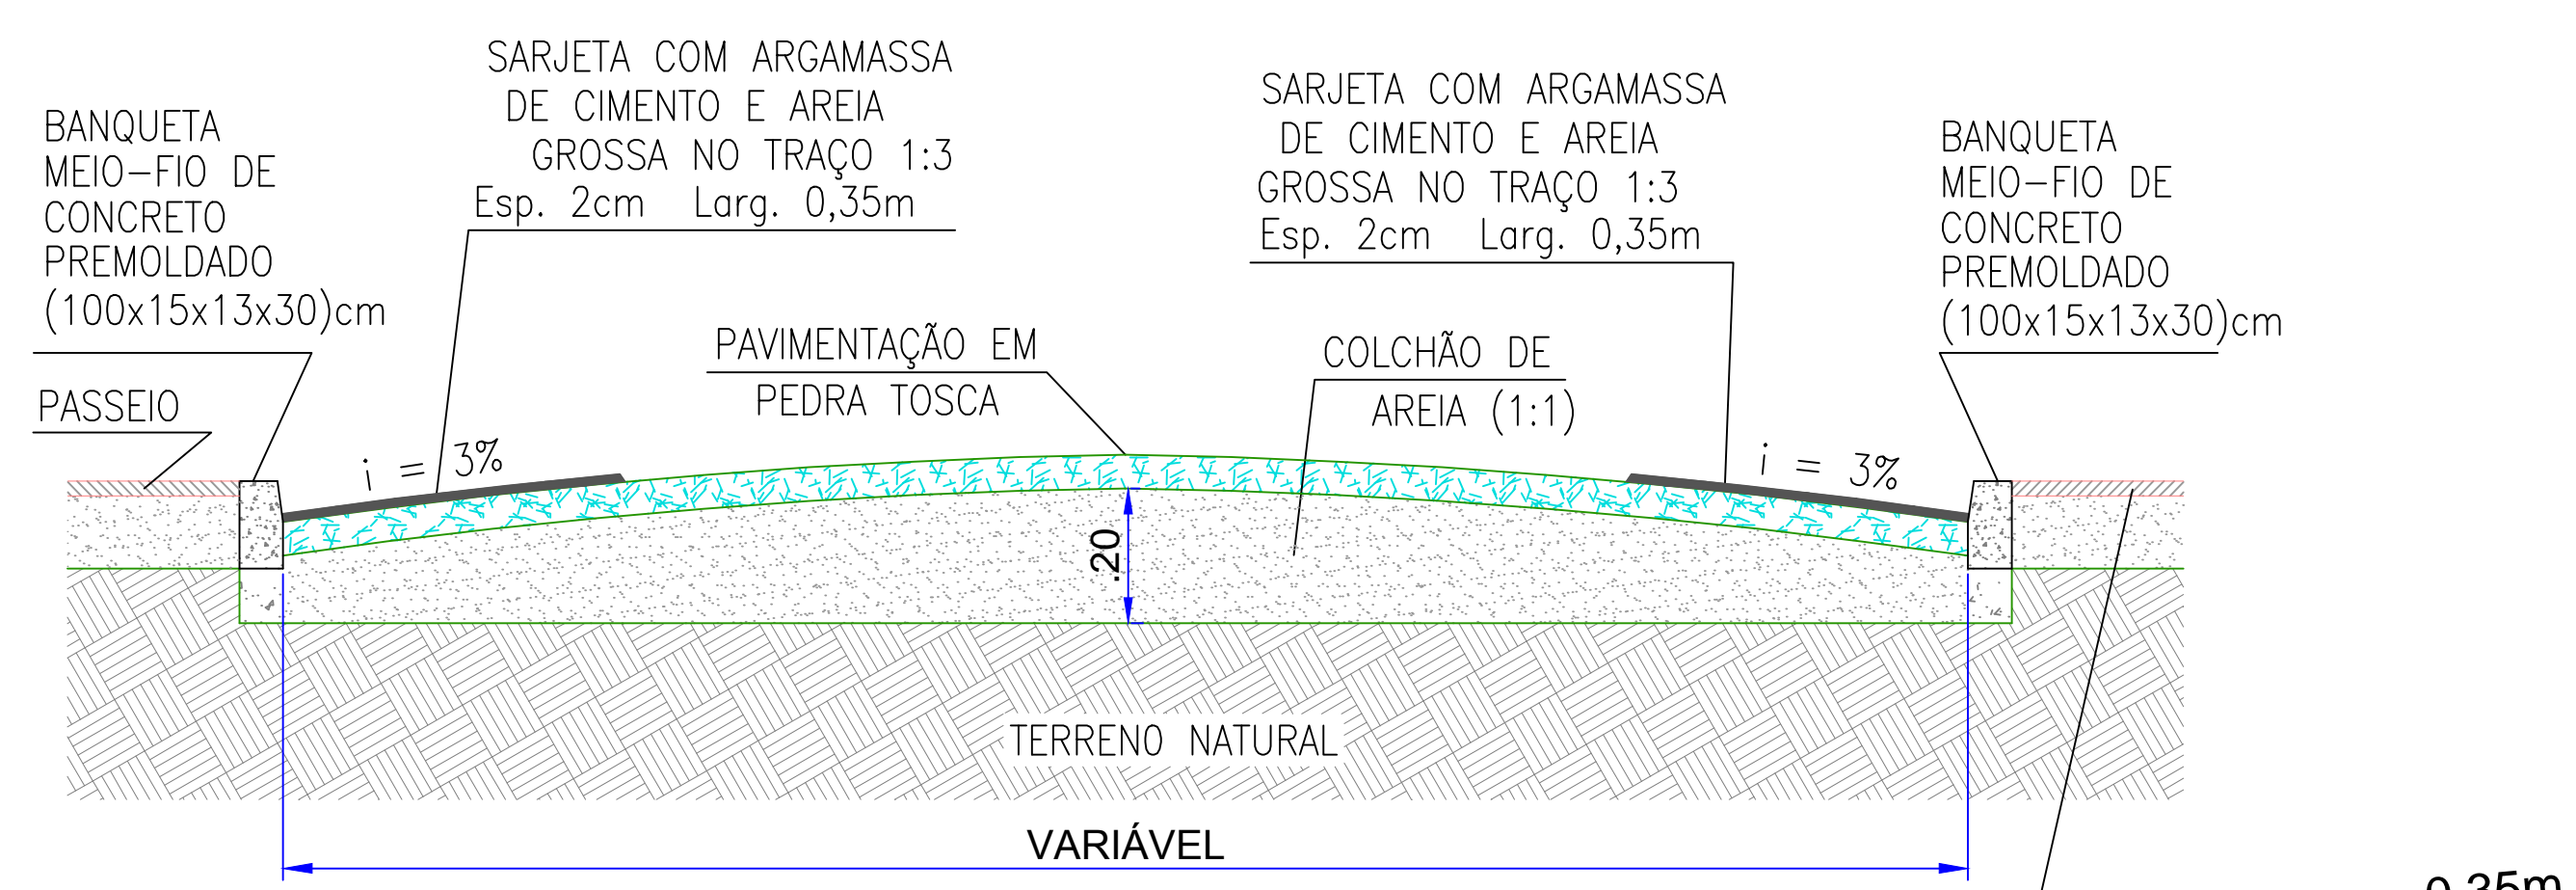 SARJETA COM ARGAMASSA
DE CIMENTO E AREIA
GROSSA NO TRAÇO 1:3
Esp. 2cm Larg. 0,35m
SARJETA COM ARGAMASSA
DE CIMENTO E AREIA
GROSSA NO TRAÇO 1:3
Esp. 2cm Larg. 0,35m
BANQUETA
MEIO-FIO DE
CONCRETO
PREMOLDADO
(100x15x13x30)cm
BANQUETA
MEIO-FIO DE
CONCRETO
PREMOLDADO
(100x15x13x30)cm
PASSEIO
PAVIMENTAÇÃO EM
PEDRA TOSCA
COLCHÃO DE
AREIA (1:1)
i = 3%
i = 3%
.20
TERRENO NATURAL
VARIÁVEL
0,35m